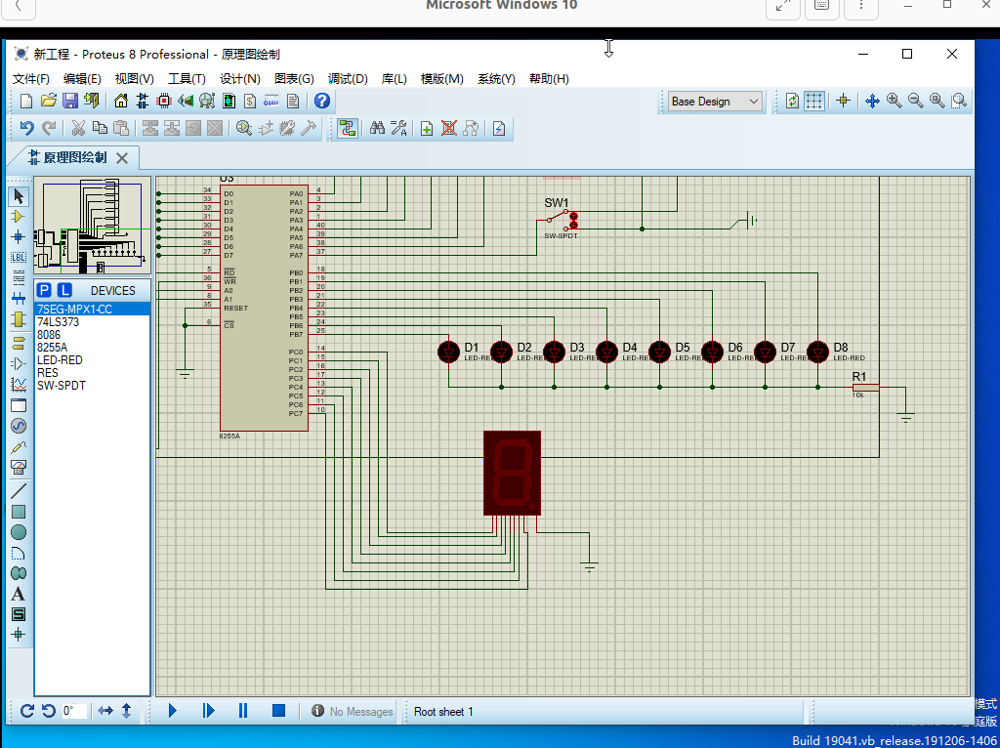 Microsoft Windows 10
新工程 - Proteus 8 Professional - 原理图绘制
文件(F) 编辑(E) 视图(V) 工具(T) 设计(N) 图表(G) 调试(D) 库(L) 模版(M) 系统(Y) 帮助(H)
Base Design
原理图绘制
LBL
P L DEVICES
7SEG-MPX1-CC
74LS373
8086
8255A
LED-RED
RES
SW-SPDT
A
S
U3
34 D0 PA0 4
33 D1 PA1 3
32 D2 PA2 2
31 D3 PA3 1
30 D4 PA4 40
29 D5 PA5 39
28 D6 PA6 38
27 D7 PA7 37
5 RD PB0 18
36 WR PB1 19
9 A0 PB2 20
8 A1 PB3 21
35 RESET PB4 22
PB5 23
6 CS PB6 24
PB7 25
PC0 14
PC1 15
PC2 16
PC3 17
PC4 13
PC5 12
PC6 11
PC7 10
8255A
SW1
SW-SPDT
D1 D2 D3 D4 D5 D6 D7 D8
LED-RED LED-RED LED-RED LED-RED LED-RED LED-RED LED-RED LED-RED
R1
10k
0°
No Messages
Root sheet 1
模式
庭版
Build 19041.vb_release.191206-1406